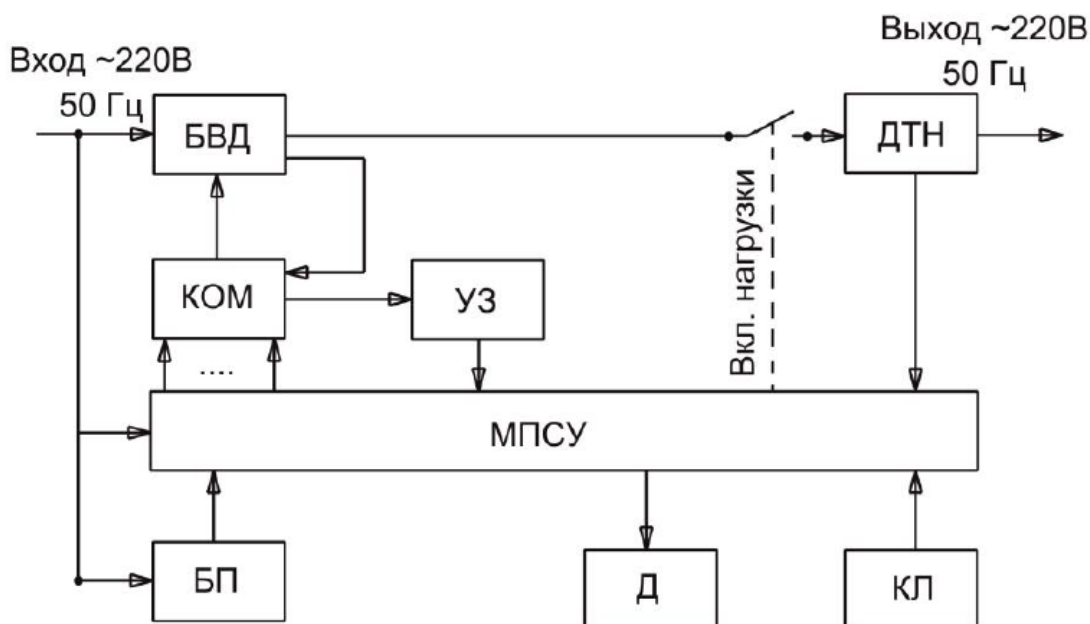 Вход ~220В
50 Гц
Выход ~220В
50 Гц
БВД
ДТН
КОМ
УЗ
Вкл. нагрузки
....
МПСУ
БП
Д
КЛ